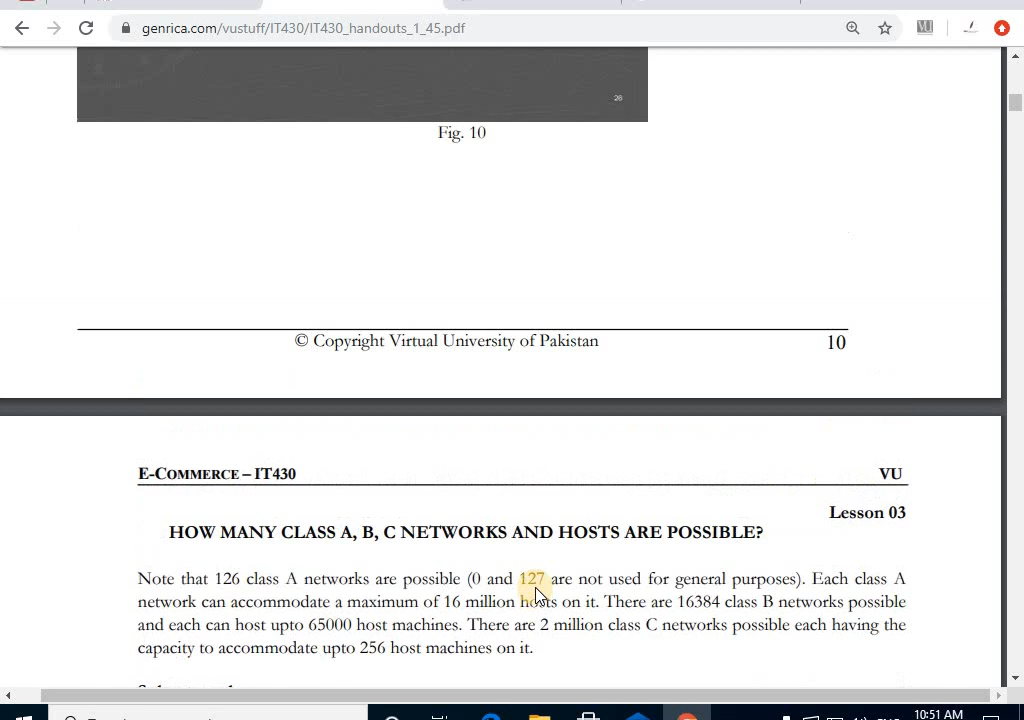 genrica.com/vustuff/IT430/IT430_handouts_1_45.pdf
26
Fig. 10
© Copyright Virtual University of Pakistan 10
E-COMMERCE – IT430 VU
Lesson 03
HOW MANY CLASS A, B, C NETWORKS AND HOSTS ARE POSSIBLE?
Note that 126 class A networks are possible (0 and 127 are not used for general purposes). Each class A
network can accommodate a maximum of 16 million hosts on it. There are 16384 class B networks possible
and each can host upto 65000 host machines. There are 2 million class C networks possible each having the
capacity to accommodate upto 256 host machines on it.
10:51 AM